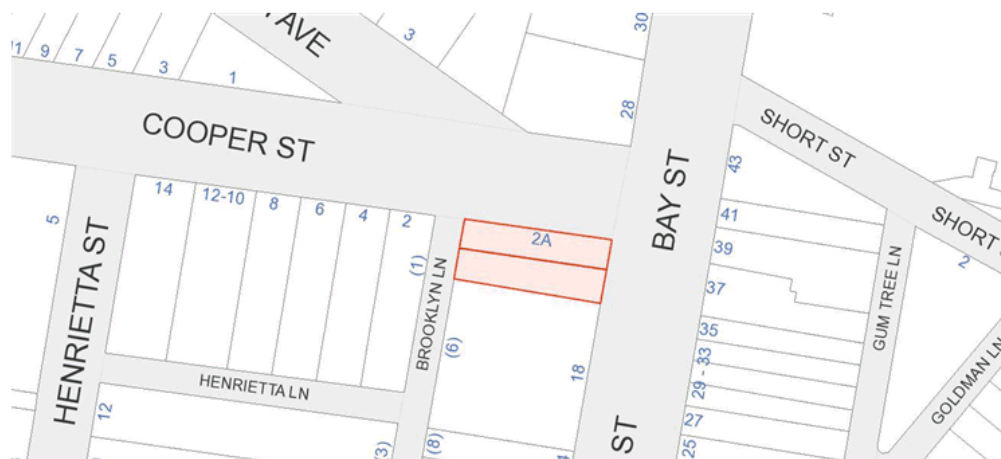 AVE
3
30
11
9
7
5
3
1
28
COOPER ST
BAY ST
SHORT ST
43
14
12-10
8
6
4
2
2A
41
SHORT
2
5
(1)
39
37
HENRIETTA ST
BROOKLYN LN
GUM TREE LN
(6)
18
35
29 - 33
GOLDMAN LN
HENRIETTA LN
12
27
ST
25
(3)
(8)